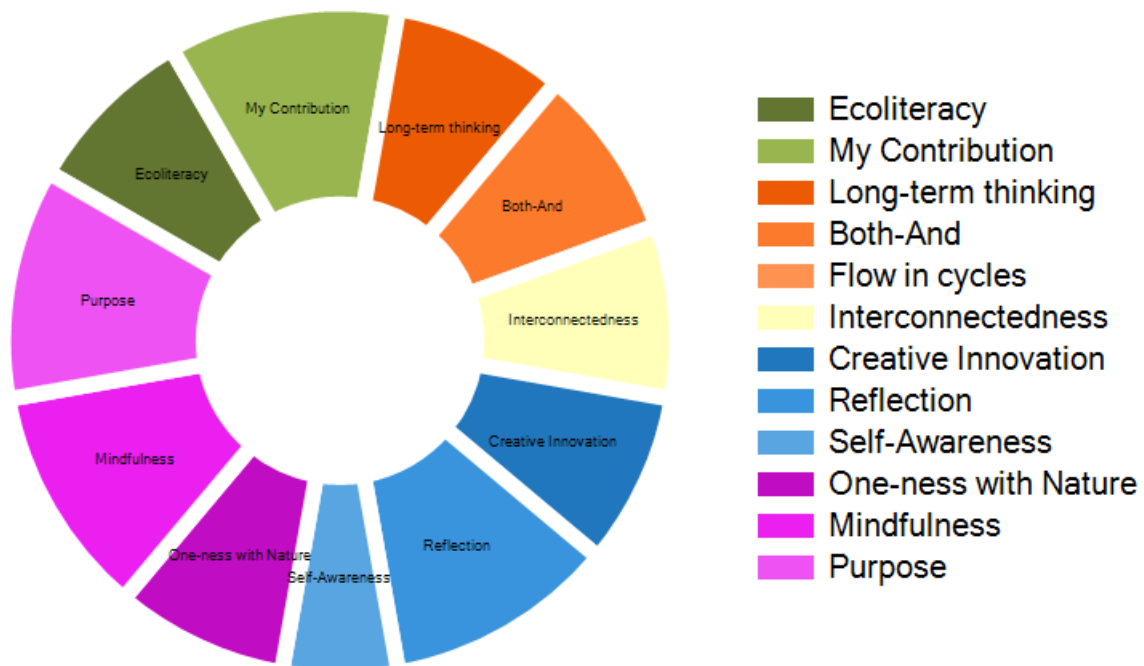 My Contribution
Long-term thinking
Ecoliteracy
Both-And
Purpose
Interconnectedness
Mindfulness
Creative Innovation
One-ness with Nature
Reflection
Self-Awareness
Ecoliteracy
My Contribution
Long-term thinking
Both-And
Flow in cycles
Interconnectedness
Creative Innovation
Reflection
Self-Awareness
One-ness with Nature
Mindfulness
Purpose